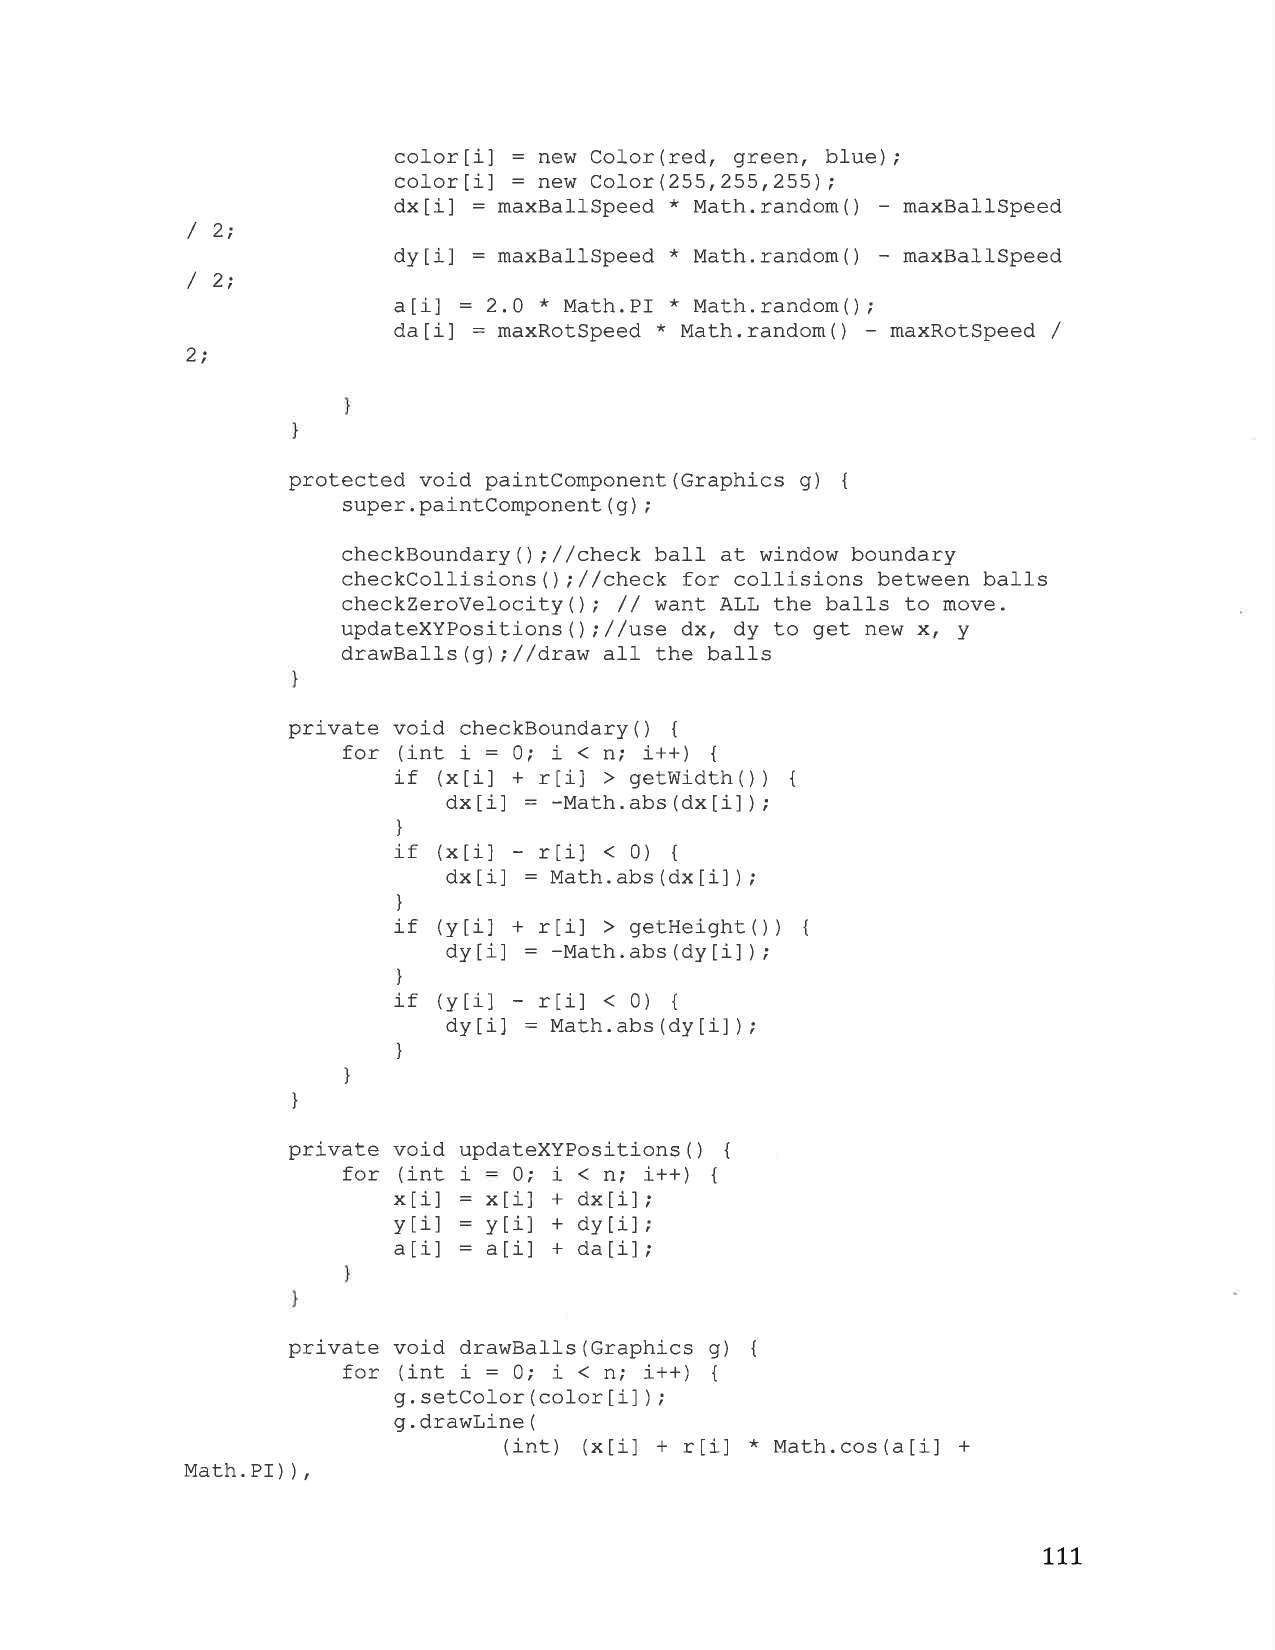 color[i] = new Color(red, green, blue);
color[i] = new Color(255,255,255);
dx[i] = maxBallSpeed * Math.random() - maxBallSpeed
/ 2;
dy[i] = maxBallSpeed * Math.random() - maxBallSpeed
/ 2;
a[i] = 2.0 * Math.PI * Math.random();
da[i] = maxRotSpeed * Math.random() - maxRotSpeed /
2;
}
}
protected void paintComponent(Graphics g) {
super.paintComponent(g);
checkBoundary();//check ball at window boundary
checkCollisions();//check for collisions between balls
checkZeroVelocity(); // want ALL the balls to move.
updateXYPositions();//use dx, dy to get new x, y
drawBalls(g);//draw all the balls
}
private void checkBoundary() {
for (int i = 0; i < n; i++) {
if (x[i] + r[i] > getWidth()) {
dx[i] = -Math.abs(dx[i]);
}
if (x[i] - r[i] < 0) {
dx[i] = Math.abs(dx[i]);
}
if (y[i] + r[i] > getHeight()) {
dy[i] = -Math.abs(dy[i]);
}
if (y[i] - r[i] < 0) {
dy[i] = Math.abs(dy[i]);
}
}
}
private void updateXYPositions() {
for (int i = 0; i < n; i++) {
x[i] = x[i] + dx[i];
y[i] = y[i] + dy[i];
a[i] = a[i] + da[i];
}
}
private void drawBalls(Graphics g) {
for (int i = 0; i < n; i++) {
g.setColor(color[i]);
g.drawLine(
(int) (x[i] + r[i] * Math.cos(a[i] +
Math.PI)),
111